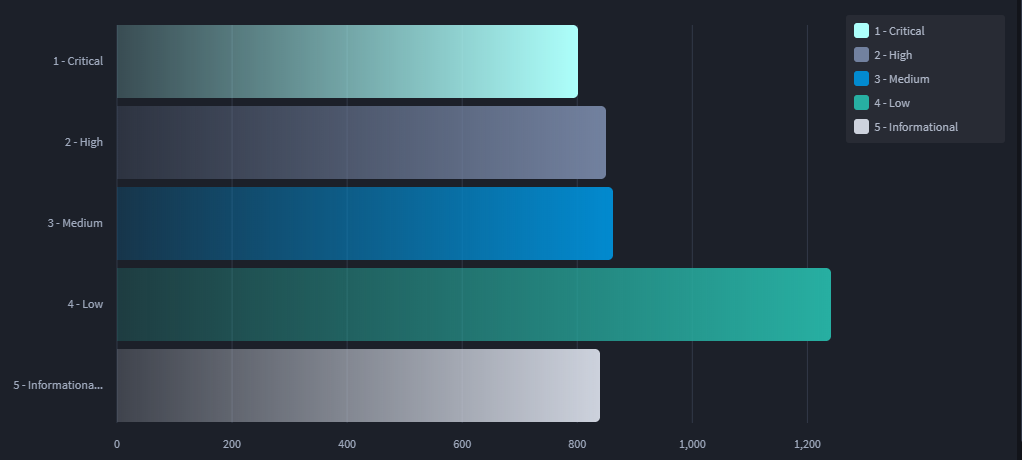 1 - Critical
2 - High
3 - Medium
4 - Low
5 - Informationa...
0 200 400 600 800 1,000 1,200
1 - Critical
2 - High
3 - Medium
4 - Low
5 - Informational